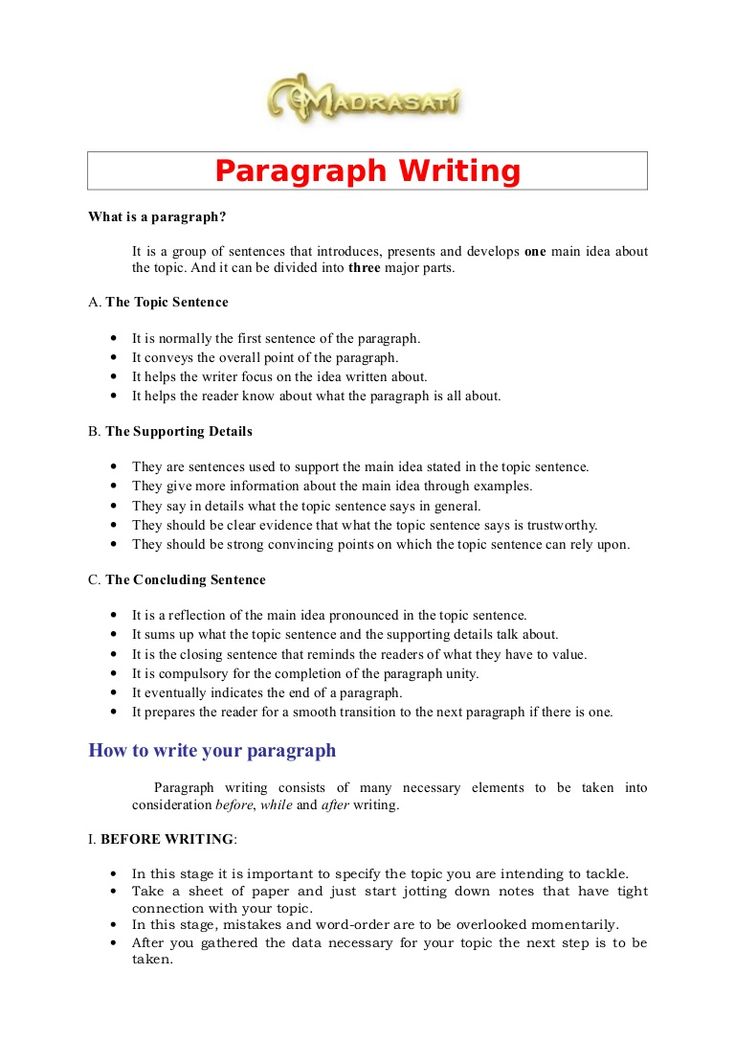 MADRASATI
Paragraph Writing
What is a paragraph?
It is a group of sentences that introduces, presents and develops one main idea about
the topic. And it can be divided into three major parts.
A. The Topic Sentence
• It is normally the first sentence of the paragraph.
• It conveys the overall point of the paragraph.
• It helps the writer focus on the idea written about.
• It helps the reader know about what the paragraph is all about.
B. The Supporting Details
• They are sentences used to support the main idea stated in the topic sentence.
• They give more information about the main idea through examples.
• They say in details what the topic sentence says in general.
• They should be clear evidence that what the topic sentence says is trustworthy.
• They should be strong convincing points on which the topic sentence can rely upon.
C. The Concluding Sentence
• It is a reflection of the main idea pronounced in the topic sentence.
• It sums up what the topic sentence and the supporting details talk about.
• It is the closing sentence that reminds the readers of what they have to value.
• It is compulsory for the completion of the paragraph unity.
• It eventually indicates the end of a paragraph.
• It prepares the reader for a smooth transition to the next paragraph if there is one.
How to write your paragraph
Paragraph writing consists of many necessary elements to be taken into
consideration before, while and after writing.
I. BEFORE WRITING:
• In this stage it is important to specify the topic you are intending to tackle.
• Take a sheet of paper and just start jotting down notes that have tight
connection with your topic.
• In this stage, mistakes and word-order are to be overlooked momentarily.
• After you gathered the data necessary for your topic the next step is to be
taken.